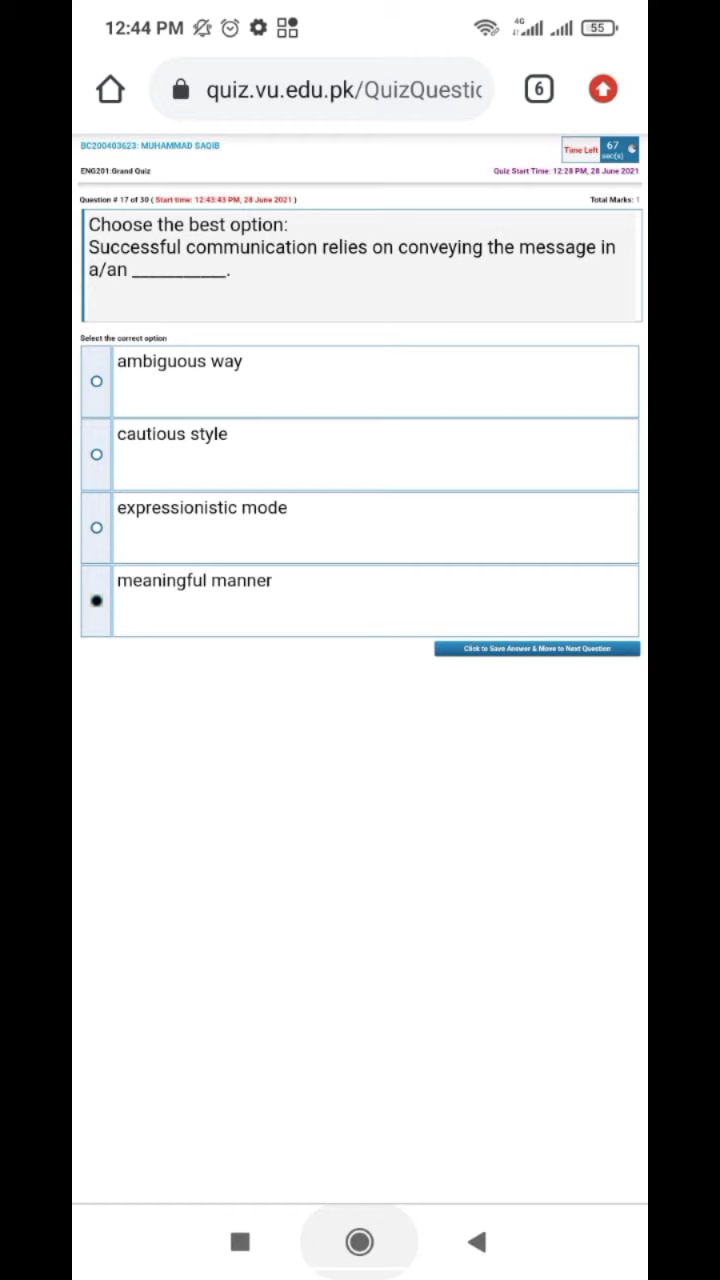 12:44 PM
4G
55
quiz.vu.edu.pk/QuizQuestic
6
BC200403623: MUHAMMAD SAQIB
Time Left 67 sec(s)
ENG201:Grand Quiz
Quiz Start Time: 12:28 PM, 28 June 2021
Question # 17 of 30 ( Start time: 12:43:43 PM, 28 June 2021 )
Total Marks: 1
Choose the best option:
Successful communication relies on conveying the message in
a/an ___________.
Select the correct option
ambiguous way
cautious style
expressionistic mode
meaningful manner
Click to Save Answer & Move to Next Question